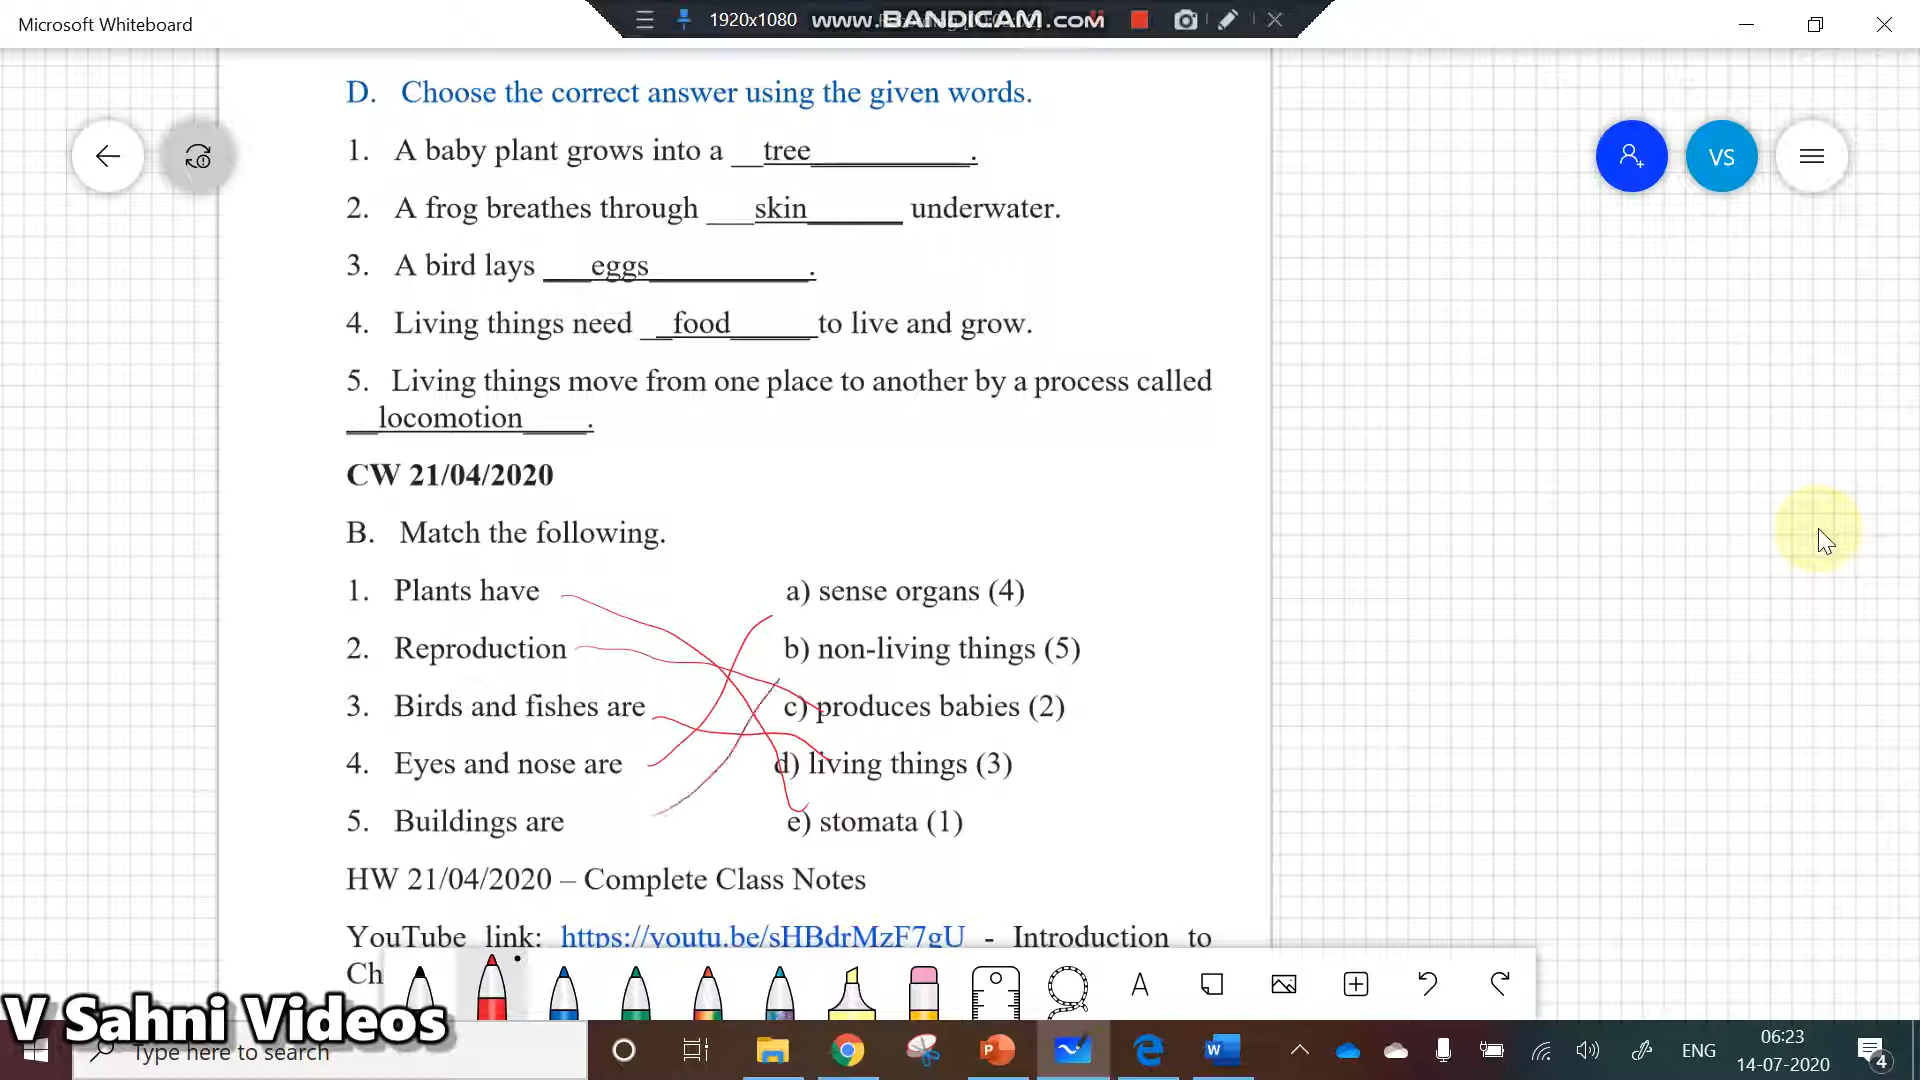 Microsoft Whiteboard
1920x1080 www.BANDICAM.COM
D. Choose the correct answer using the given words.
1. A baby plant grows into a __tree__________.
2. A frog breathes through ___skin______ underwater.
3. A bird lays ___eggs__________.
4. Living things need __food_____to live and grow.
5. Living things move from one place to another by a process called
__locomotion____.
CW 21/04/2020
B. Match the following.
1. Plants have a) sense organs (4)
2. Reproduction b) non-living things (5)
3. Birds and fishes are c) produces babies (2)
4. Eyes and nose are d) living things (3)
5. Buildings are e) stomata (1)
HW 21/04/2020 – Complete Class Notes
YouTube link: https://youtu.be/sHBdrMzF7gU - Introduction to
Ch
VS
A
V Sahni Videos
Type here to search
P
W
ENG
06:23
14-07-2020
4